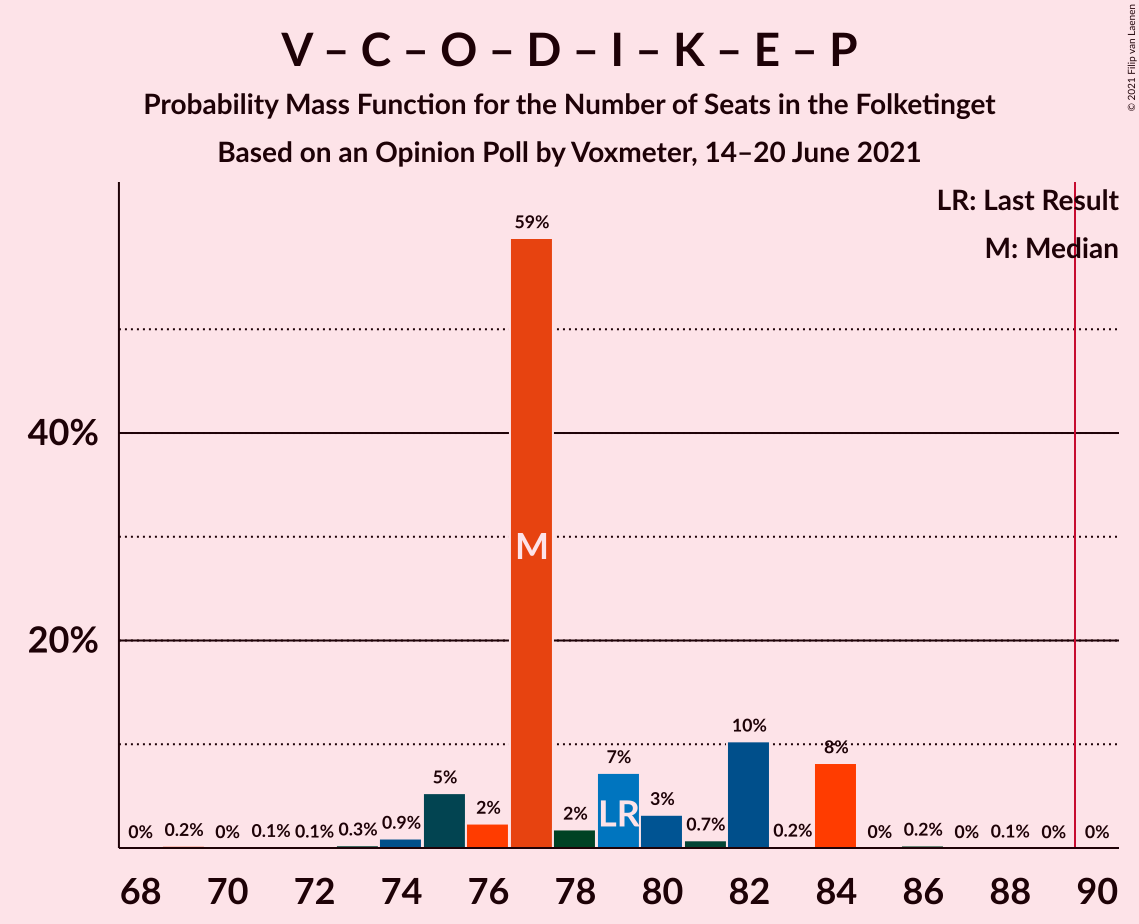 V – C – O – D – I – K – E – P
Probability Mass Function for the Number of Seats in the Folketinget
Based on an Opinion Poll by Voxmeter, 14–20 June 2021
© 2021 Filip van Laenen
LR: Last Result
M: Median
40%
20%
0% 0.2% 0% 0.1% 0.1% 0.3% 0.9% 5% 2% 59% 2% 7% 3% 0.7% 10% 0.2% 8% 0% 0.2% 0% 0.1% 0% 0%
M
LR
68 70 72 74 76 78 80 82 84 86 88 90